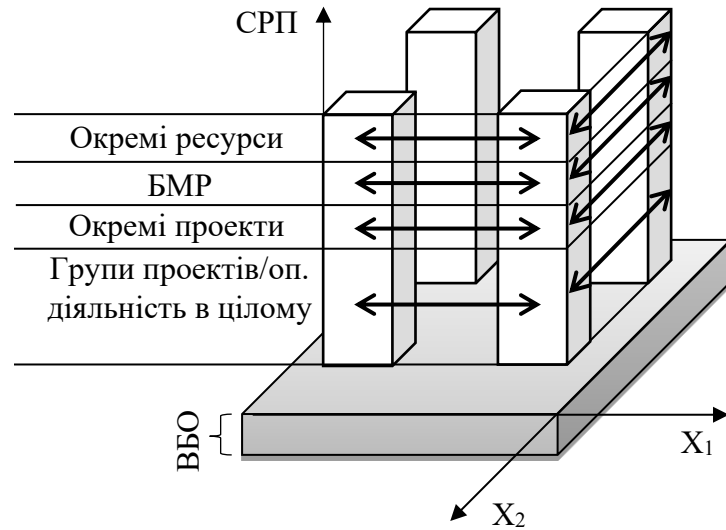 СРП
Окремі ресурси
БМР
Окремі проекти
Групи проектів/оп.
діяльність в цілому
ВБО
X1
X2